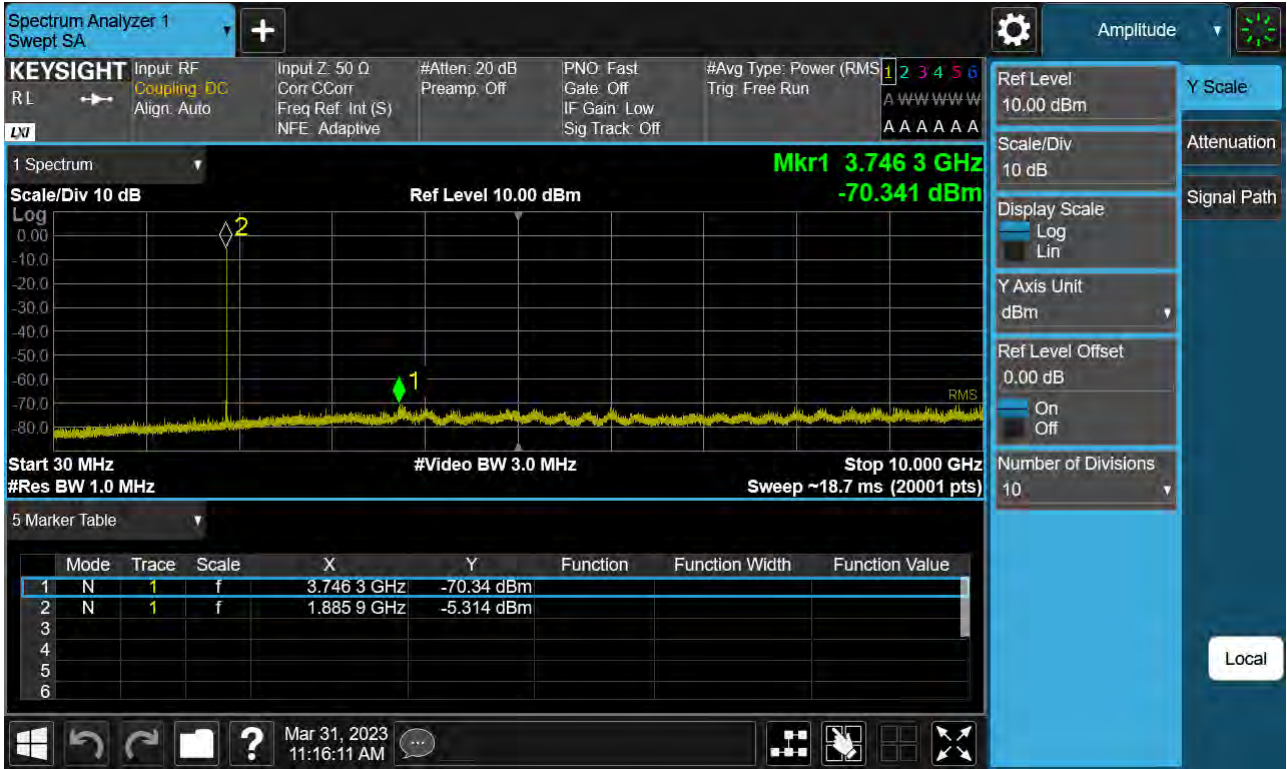 Spectrum Analyzer 1
Swept SA
+
Amplitude
KEYSIGHT
RL
LXI
Input: RF
Coupling: DC
Align: Auto
Input Z: 50 Ω
Corr CCorr
Freq Ref: Int (S)
NFE: Adaptive
#Atten: 20 dB
Preamp: Off
PNO: Fast
Gate: Off
IF Gain: Low
Sig Track: Off
#Avg Type: Power (RMS
Trig: Free Run
1 2 3 4 5 6
A W W W W W
A A A A A A
1 Spectrum
Mkr1 3.746 3 GHz
Scale/Div 10 dB
Ref Level 10.00 dBm
-70.341 dBm
Log
0.00
-10.0
-20.0
-30.0
-40.0
-50.0
-60.0
-70.0
-80.0
2
1
RMS
Start 30 MHz
#Video BW 3.0 MHz
Stop 10.000 GHz
#Res BW 1.0 MHz
Sweep ~18.7 ms (20001 pts)
5 Marker Table
Mode Trace Scale X Y Function Function Width Function Value
1 N 1 f 3.746 3 GHz -70.34 dBm
2 N 1 f 1.885 9 GHz -5.314 dBm
3
4
5
6
Ref Level
10.00 dBm
Scale/Div
10 dB
Display Scale
Log
Lin
Y Axis Unit
dBm
Ref Level Offset
0.00 dB
On
Off
Number of Divisions
10
Y Scale
Attenuation
Signal Path
Local
?
Mar 31, 2023
11:16:11 AM